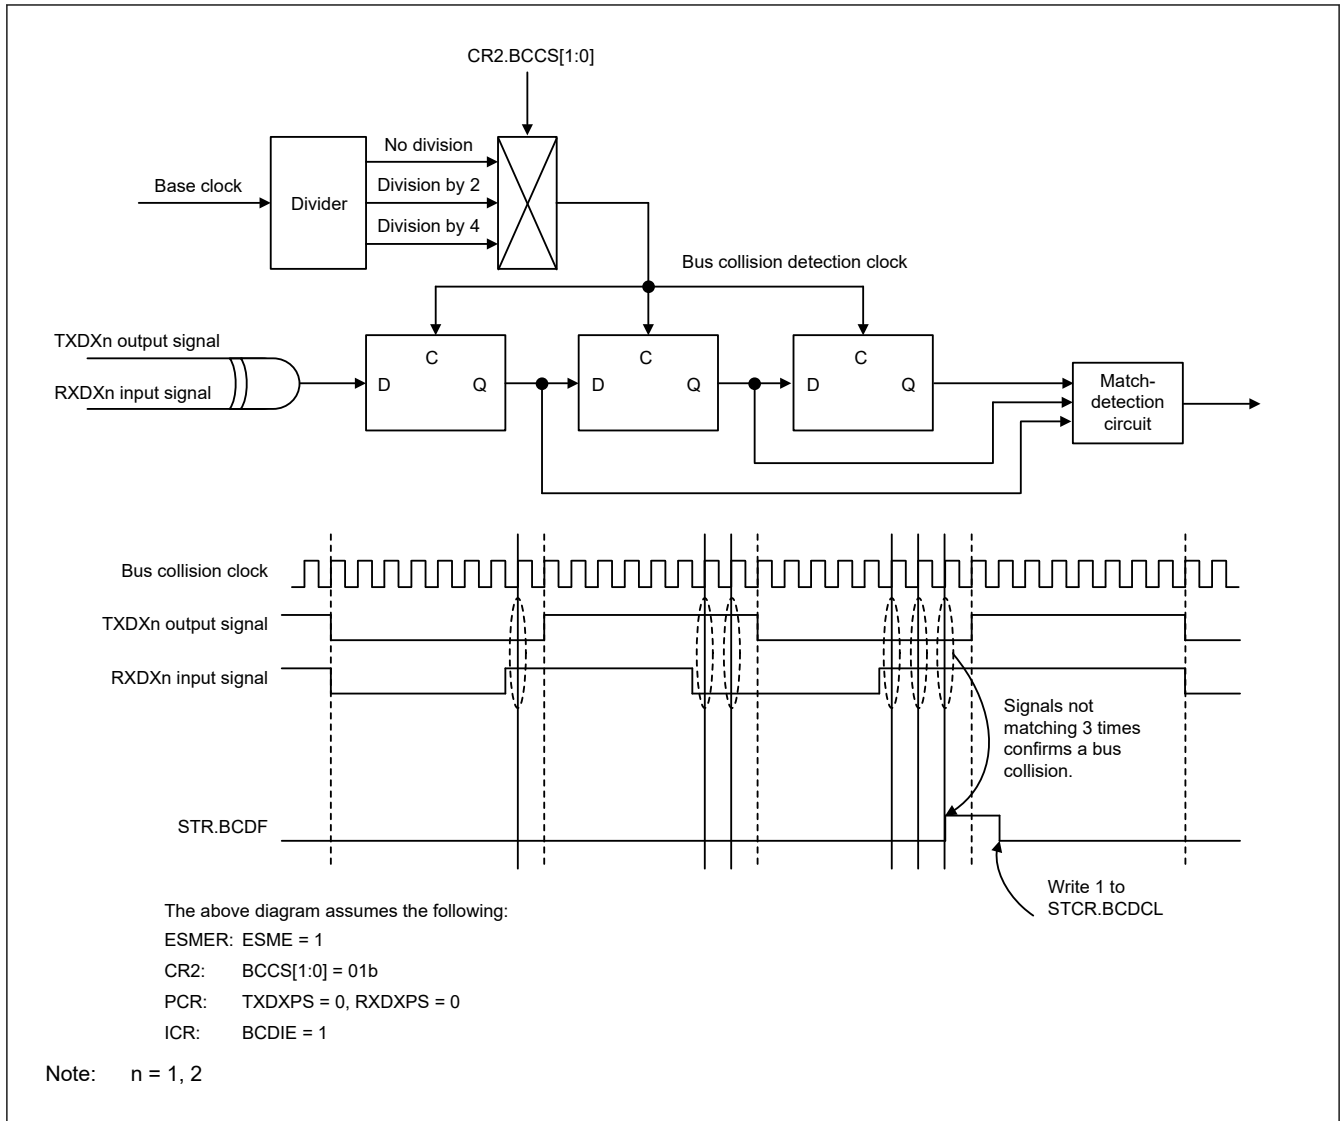 CR2.BCCS[1:0]
No division
Base clock
Division by 2
Divider
Division by 4
Bus collision detection clock
TXDXn output signal
RXDXn input signal
C
D
Q
C
D
Q
C
D
Q
Match-
detection
circuit
Bus collision clock
TXDXn output signal
RXDXn input signal
Signals not
matching 3 times
confirms a bus
collision.
STR.BCDF
Write 1 to
STCR.BCDCL
The above diagram assumes the following:
ESMER: ESME = 1
CR2: BCCS[1:0] = 01b
PCR: TXDXPS = 0, RXDXPS = 0
ICR: BCDIE = 1
Note: n = 1, 2